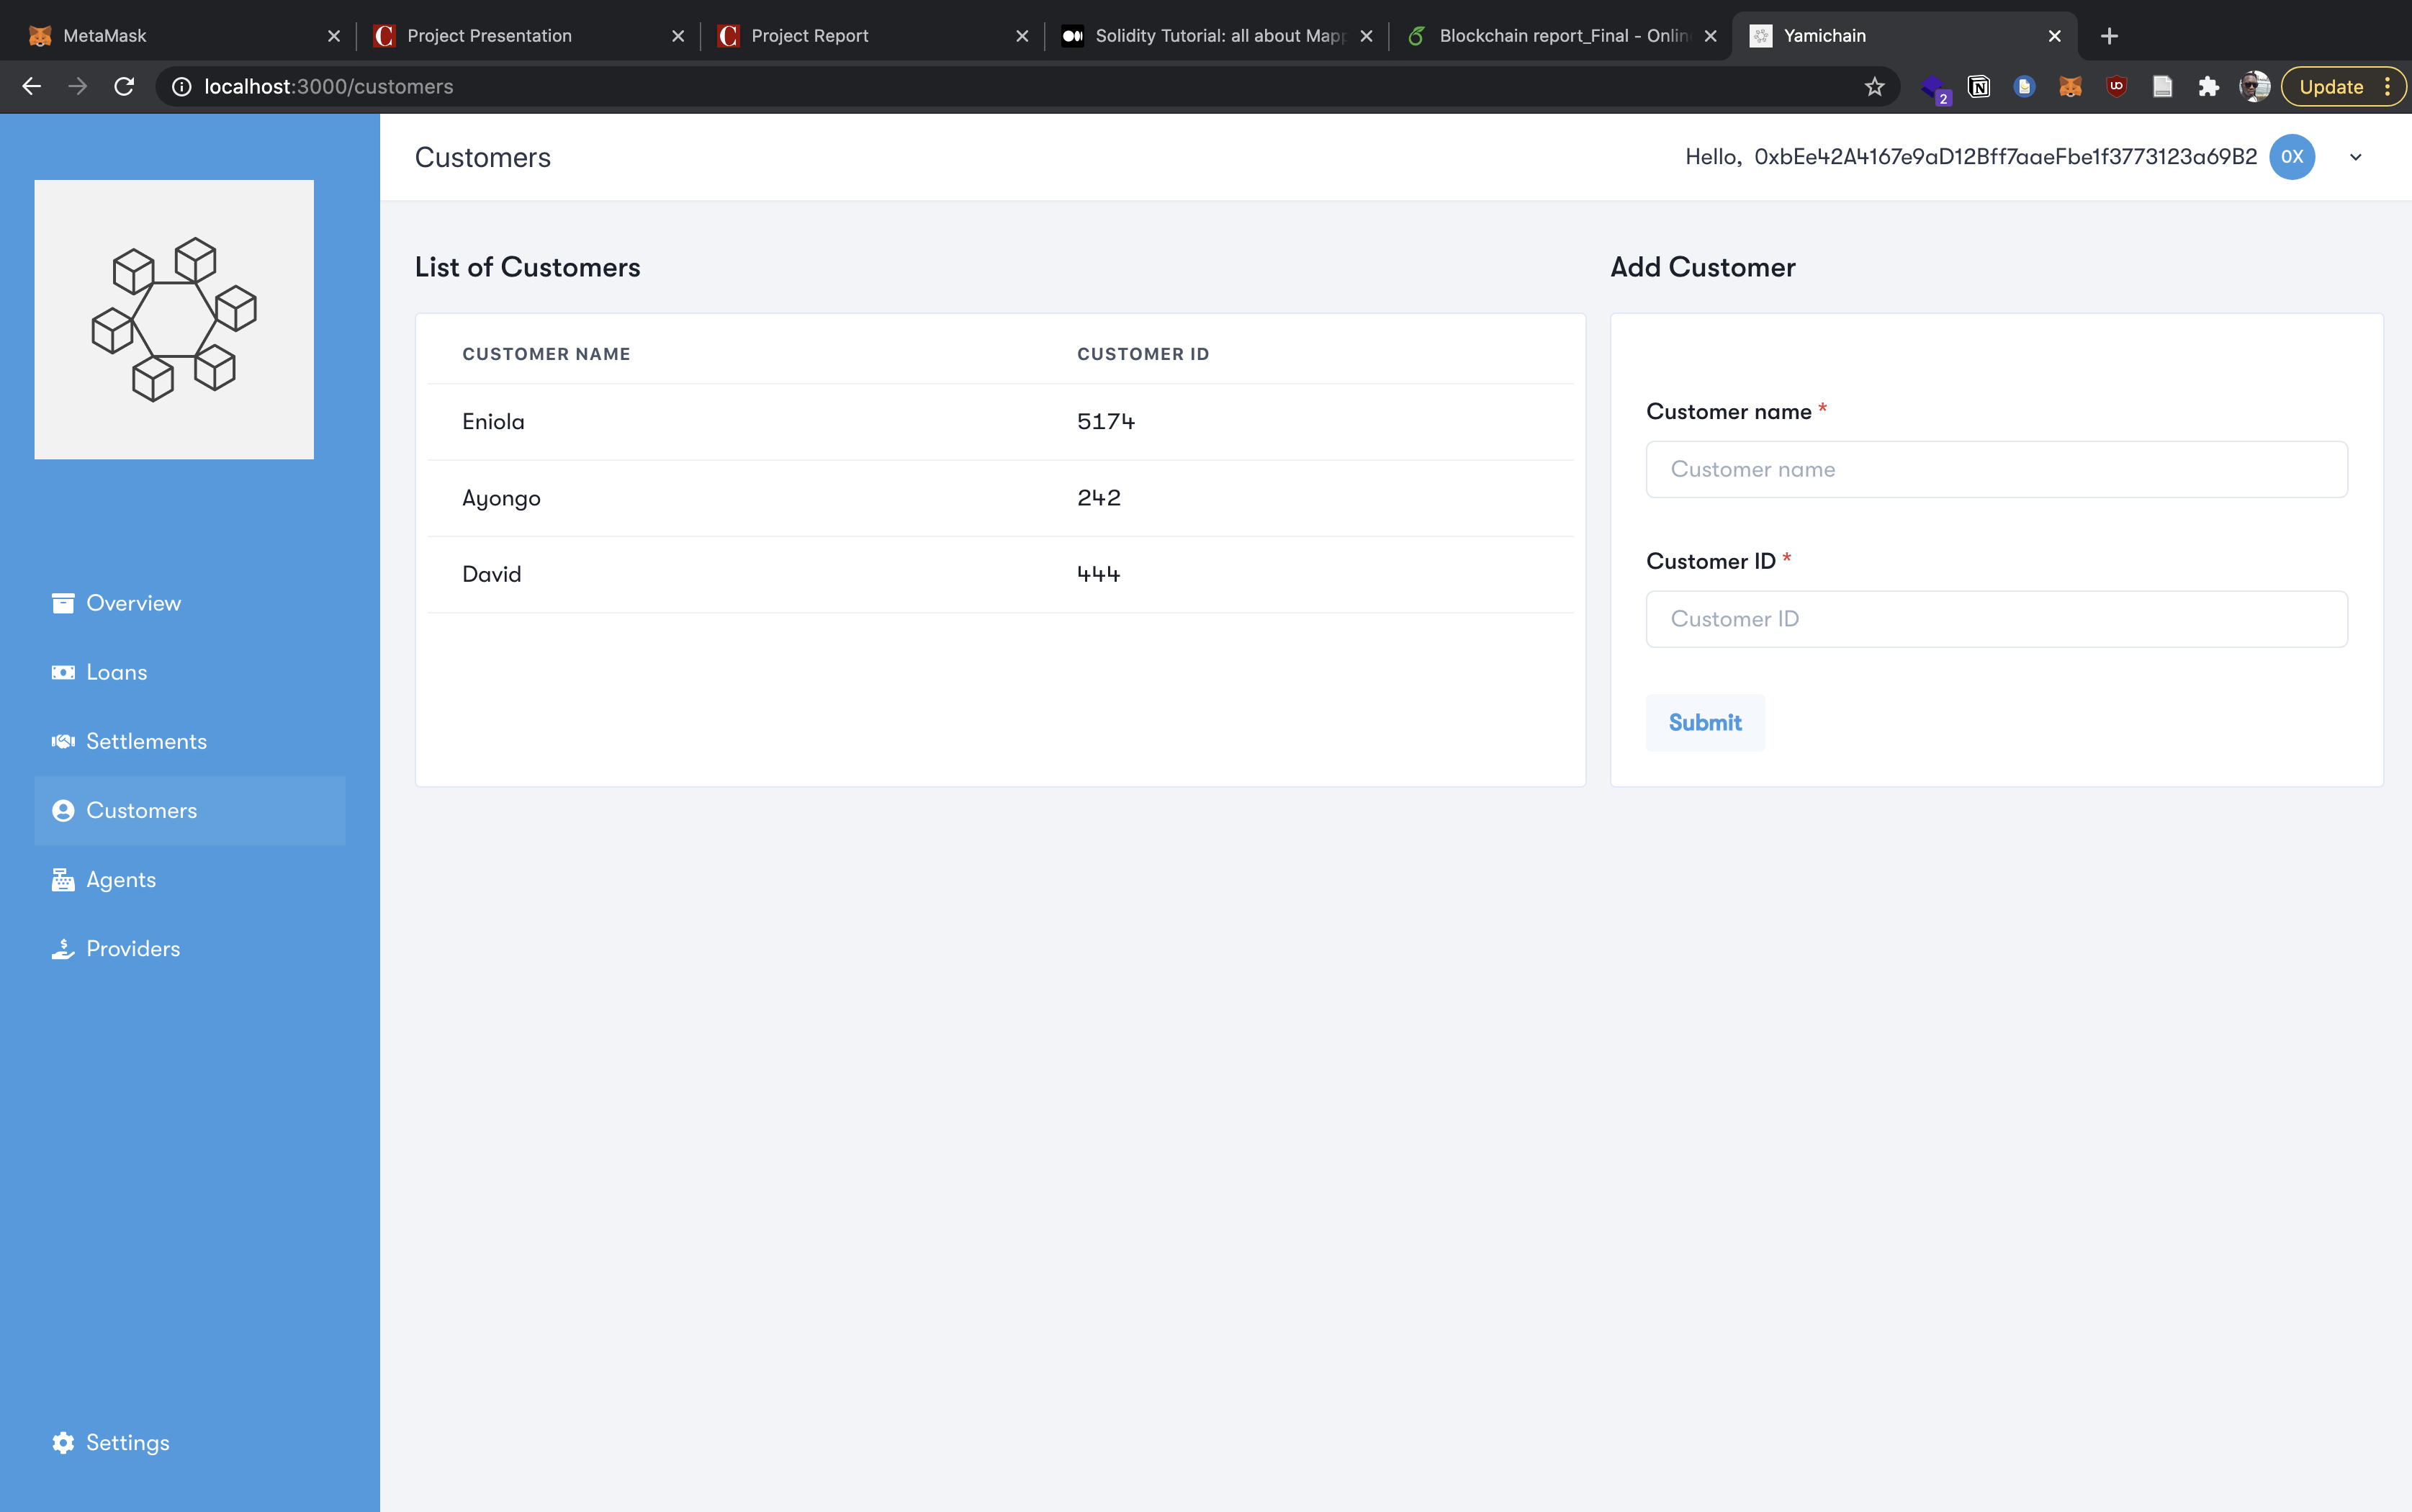 MetaMask
Project Presentation
Project Report
Solidity Tutorial: all about Mapp
Blockchain report_Final - Onlin
Yamichain
localhost:3000/customers
2
Update
Customers
Hello, 0xbEe42A4167e9aD12Bff7aaeFbe1f3773123a69B2
0X
List of Customers
Add Customer
CUSTOMER NAME CUSTOMER ID
Eniola 5174
Ayongo 242
David 444
Customer name *
Customer name
Customer ID *
Customer ID
Submit
Overview
Loans
Settlements
Customers
Agents
Providers
Settings